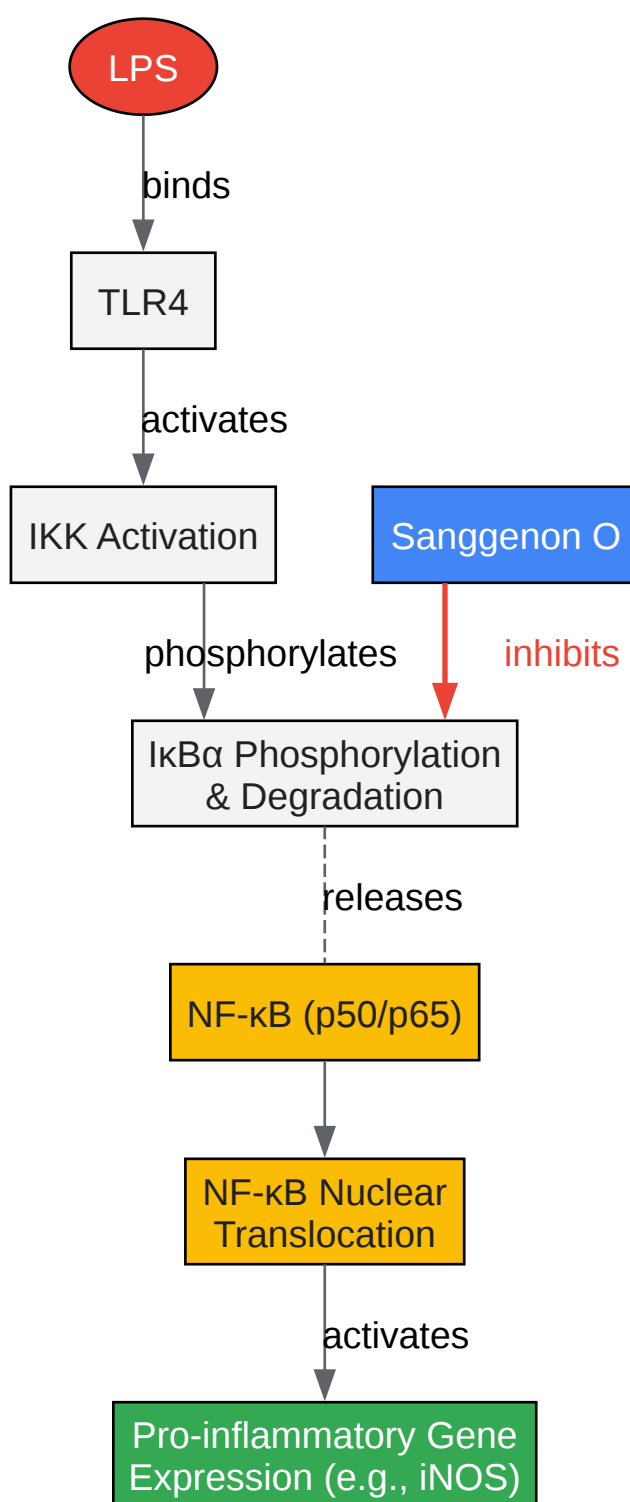 LPS
binds
TLR4
activates
IKK Activation
Sanggenon O
phosphorylates
inhibits
IκBα Phosphorylation
& Degradation
releases
NF-κB (p50/p65)
NF-κB Nuclear
Translocation
activates
Pro-inflammatory Gene
Expression (e.g., iNOS)